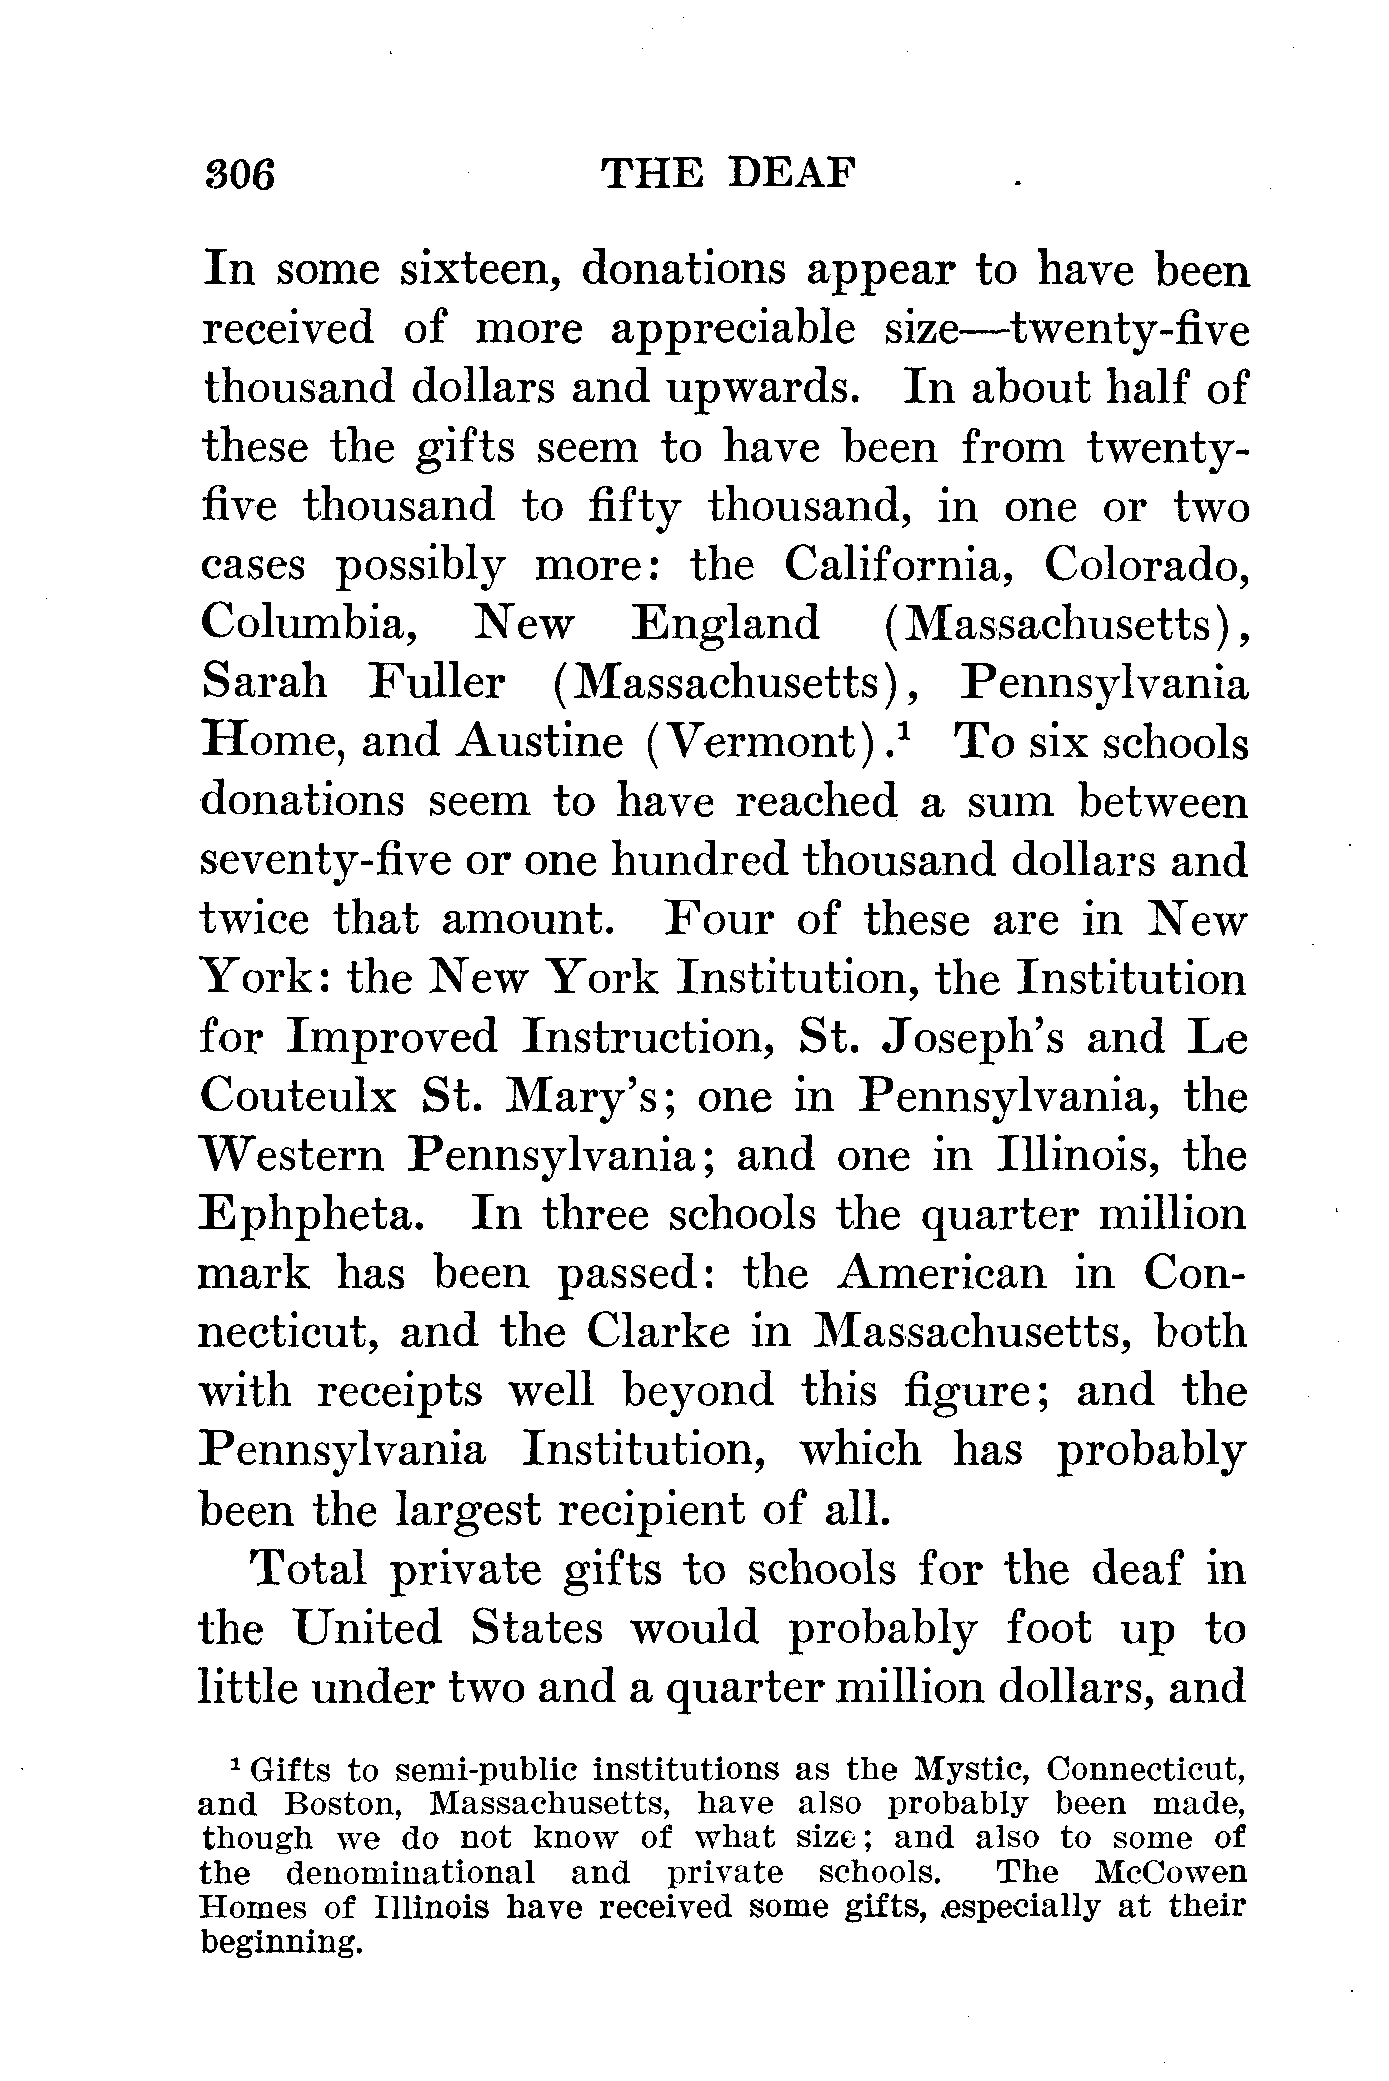 306 THE DEAF
In some sixteen, donations appear to have been
received of more appreciable size—twenty-five
thousand dollars and upwards. In about half of
these the gifts seem to have been from twenty-
five thousand to fifty thousand, in one or two
cases possibly more: the California, Colorado,
Columbia, New England (Massachusetts),
Sarah Fuller (Massachusetts), Pennsylvania
Home, and Austine (Vermont).¹ To six schools
donations seem to have reached a sum between
seventy-five or one hundred thousand dollars and
twice that amount. Four of these are in New
York: the New York Institution, the Institution
for Improved Instruction, St. Joseph's and Le
Couteulx St. Mary's; one in Pennsylvania, the
Western Pennsylvania; and one in Illinois, the
Ephpheta. In three schools the quarter million
mark has been passed: the American in Con-
necticut, and the Clarke in Massachusetts, both
with receipts well beyond this figure; and the
Pennsylvania Institution, which has probably
been the largest recipient of all.
Total private gifts to schools for the deaf in
the United States would probably foot up to
little under two and a quarter million dollars, and
¹ Gifts to semi-public institutions as the Mystic, Connecticut,
and Boston, Massachusetts, have also probably been made,
though we do not know of what size; and also to some of
the denominational and private schools. The McCowen
Homes of Illinois have received some gifts, especially at their
beginning.